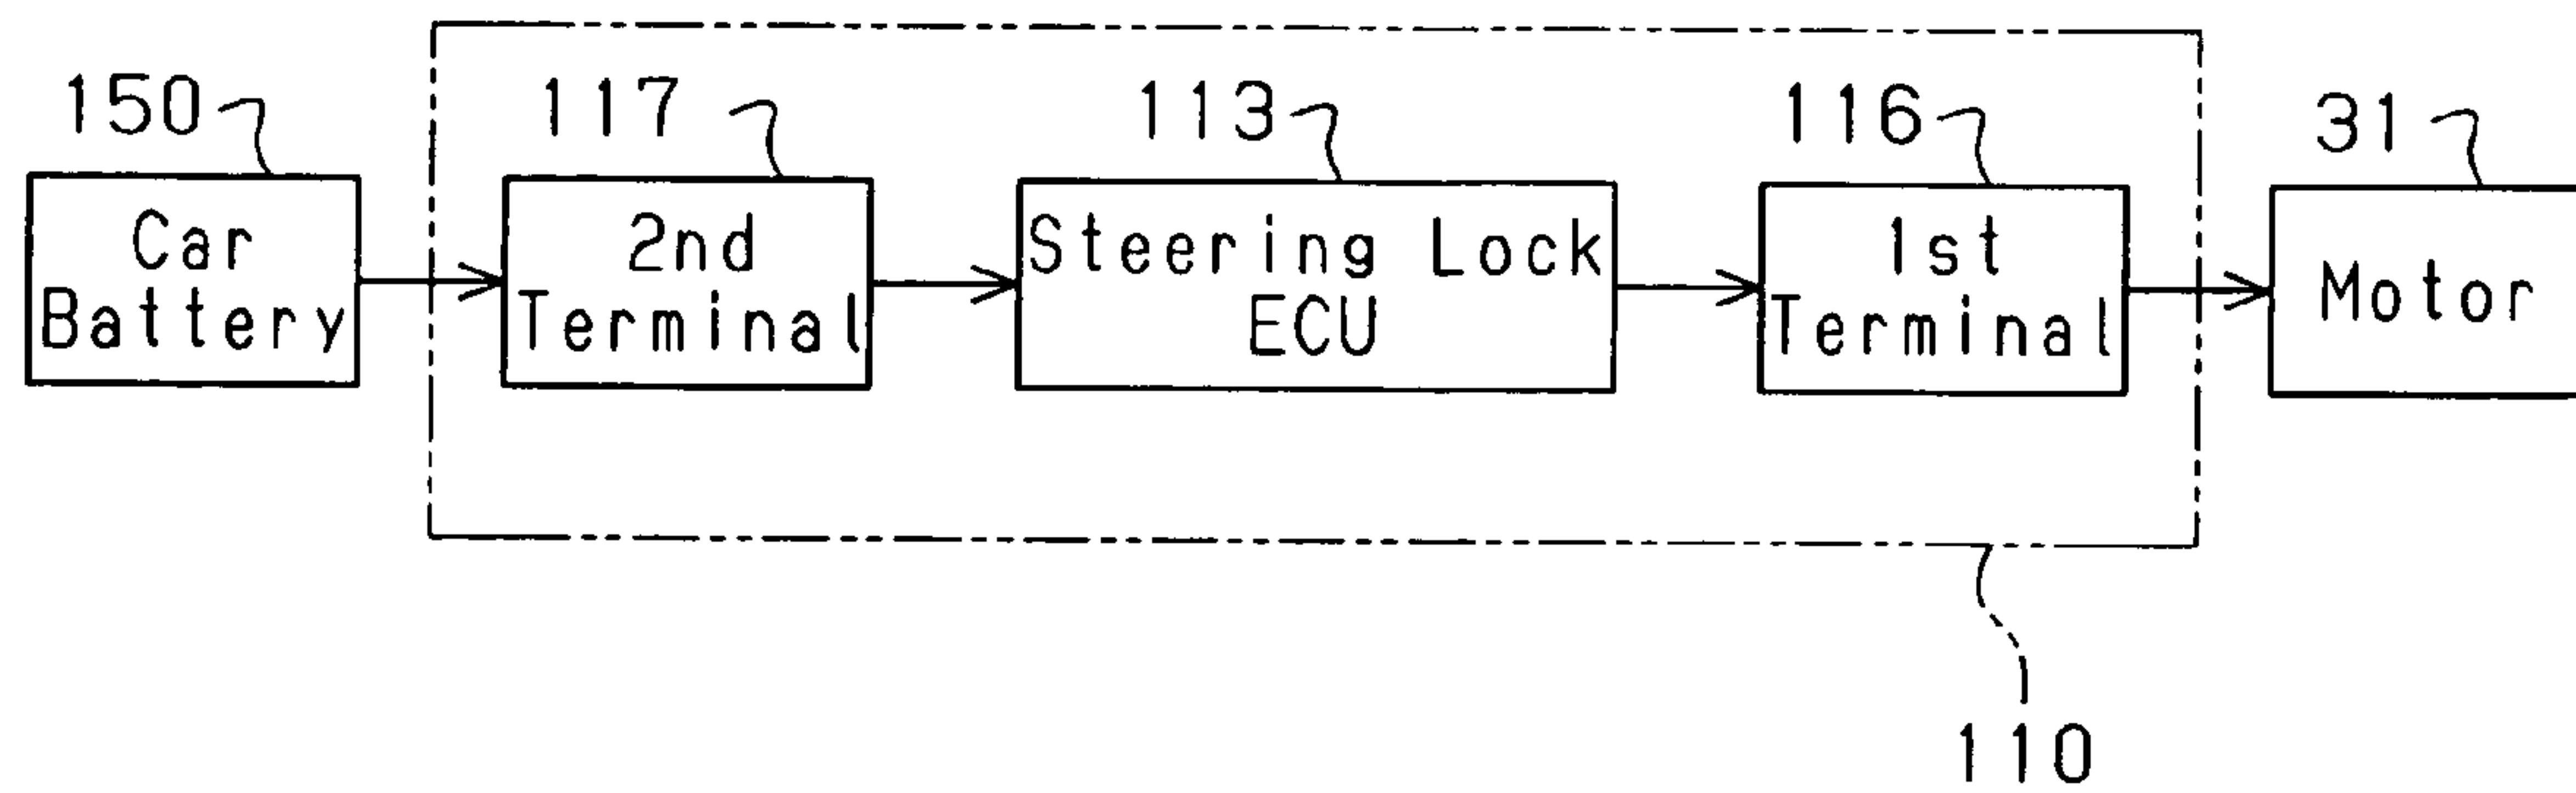 150 117 113 116 31
Car Battery
2nd Terminal
Steering Lock ECU
1st Terminal
Motor
110